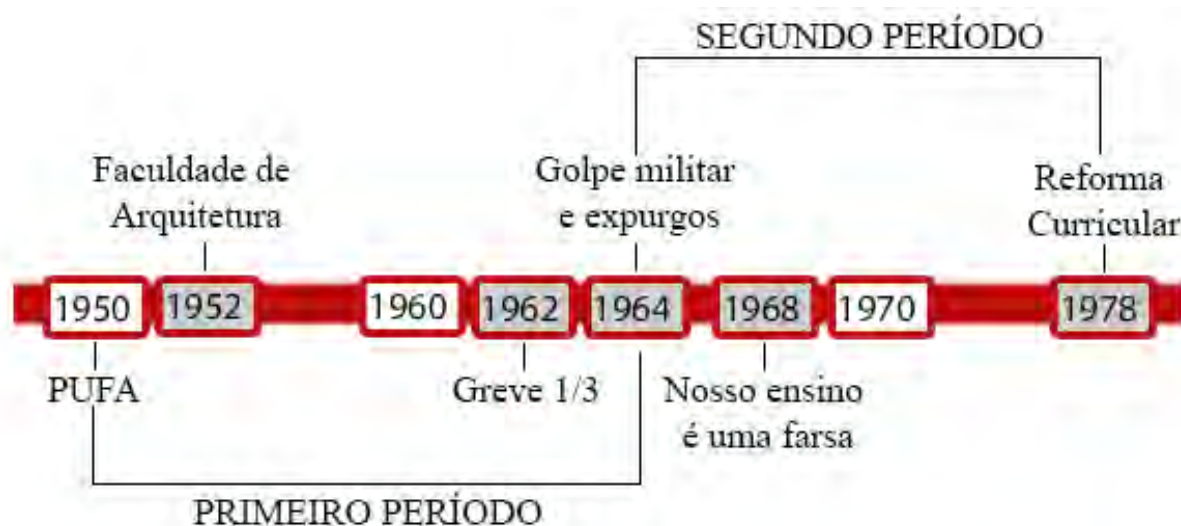 SEGUNDO PERÍODO
Faculdade de
Arquitetura
Golpe militar
e expurgos
Reforma
Curricular
1950
1952
1960
1962
1964
1968
1970
1978
PUFA
Greve 1/3
Nosso ensino
é uma farsa
PRIMEIRO PERÍODO